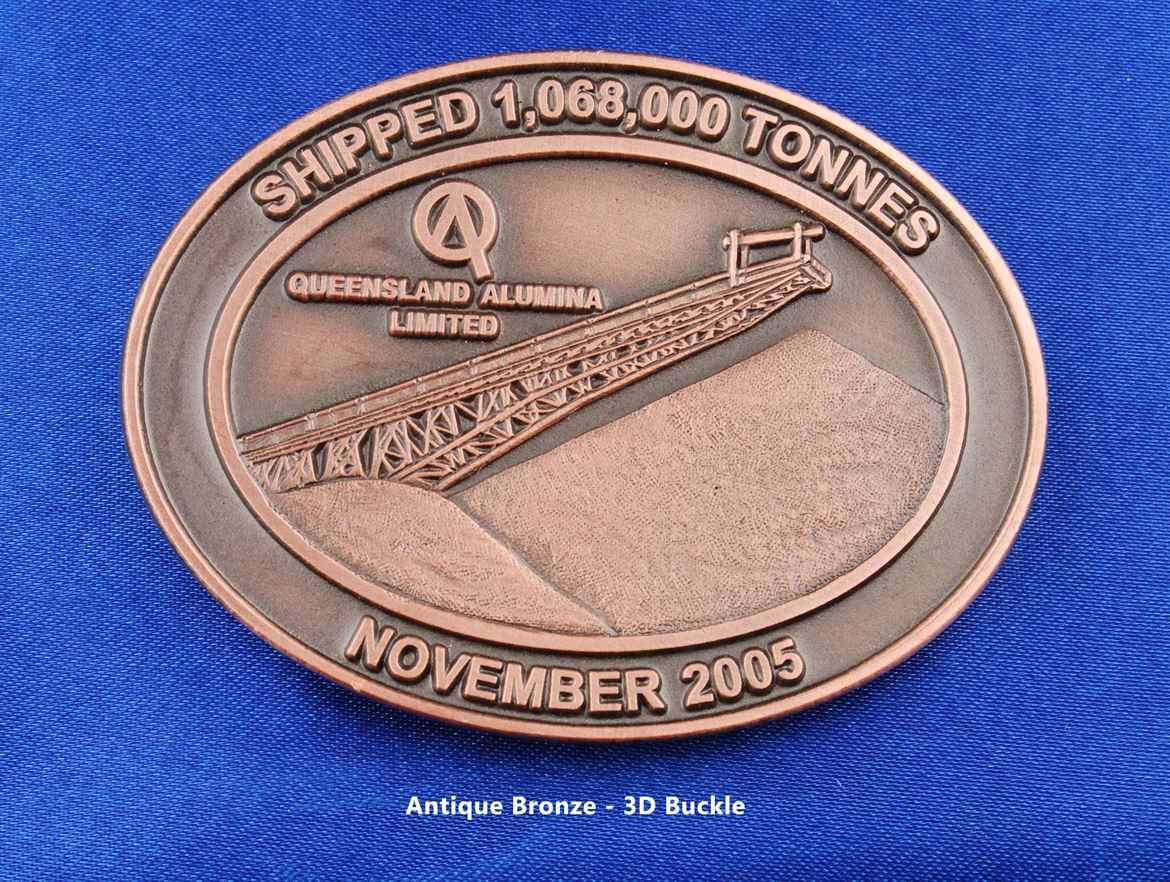 SHIPPED 1,068,000 TONNES
QUEENSLAND ALUMINA
LIMITED
NOVEMBER 2005
Antique Bronze - 3D Buckle